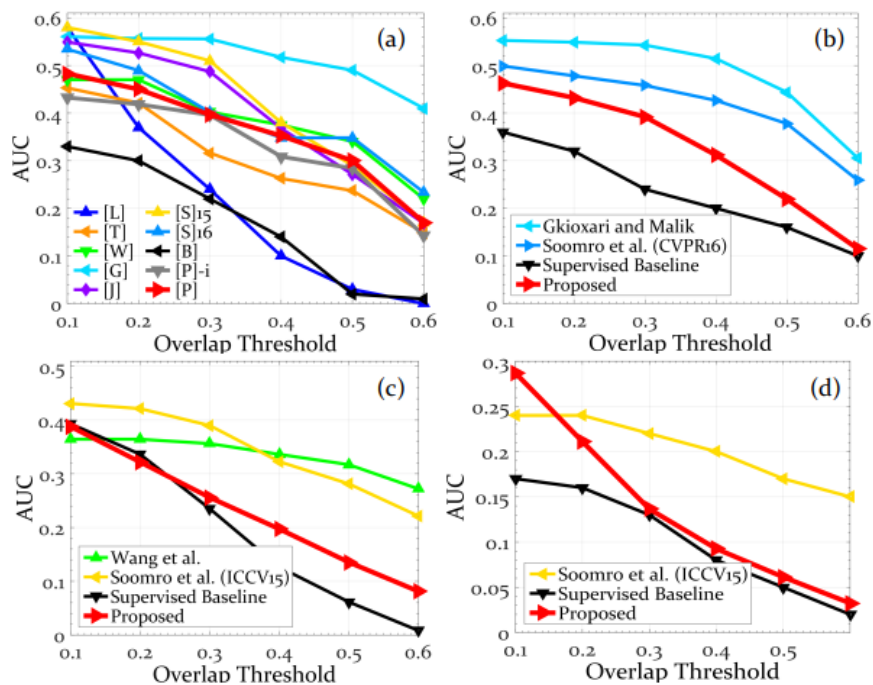 (a)
AUC
0.6
0.5
0.4
0.3
0.2
0.1
0
[L] [S]15
[T] [S]16
[W] [B]
[G] [P]-i
[J] [P]
0.1 0.2 0.3 0.4 0.5 0.6
Overlap Threshold
(b)
AUC
0.6
0.5
0.4
0.3
0.2
0.1
0
Gkioxari and Malik
Soomro et al. (CVPR16)
Supervised Baseline
Proposed
0.1 0.2 0.3 0.4 0.5 0.6
Overlap Threshold
(c)
AUC
0.5
0.4
0.3
0.2
0.1
0
Wang et al.
Soomro et al. (ICCV15)
Supervised Baseline
Proposed
0.1 0.2 0.3 0.4 0.5 0.6
Overlap Threshold
(d)
AUC
0.3
0.25
0.2
0.15
0.1
0.05
0
Soomro et al. (ICCV15)
Supervised Baseline
Proposed
0.1 0.2 0.3 0.4 0.5
Overlap Threshold